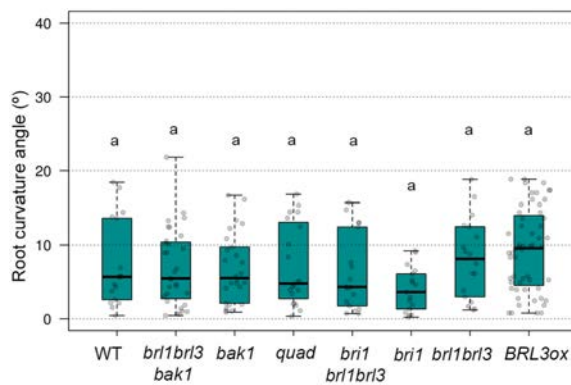 40
30
20
10
0
Root curvature angle (°)
a a a a a a a a
WT brl1brl3 bak1 quad bri1 bri1 brl1brl3 BRL3ox
bak1 brl1brl3